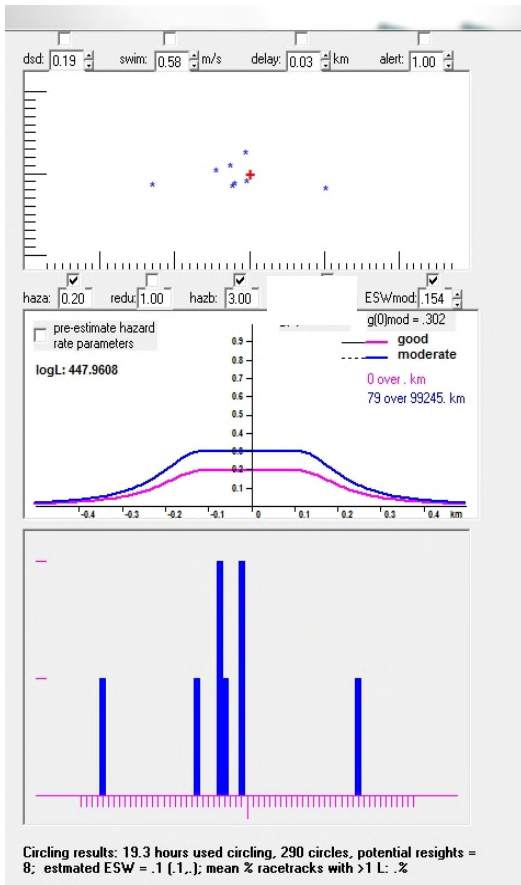 dsd: 0.19 swim: 0.58 m/s delay: 0.03 km alert: 1.00
haza: 0.20 redu: 1.00 hazb: 3.00 ESWmod: .154
g(0)mod = .302
pre-estimate hazard
rate parameters
good
moderate
logL: 447.9608
0 over . km
79 over 99245. km
0.9
0.8
0.7
0.6
0.5
0.4
0.3
0.2
0.1
-0.4 -0.3 -0.2 -0.1 0 0.1 0.2 0.3 0.4 km
Circling results: 19.3 hours used circling, 290 circles, potential resights =
8; estmated ESW = .1 (.1,.); mean % racetracks with >1 L: .%